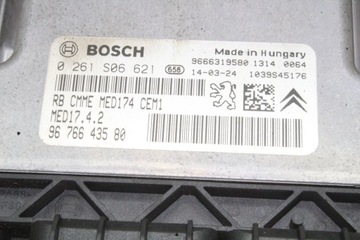 BOSCH
Made in Hungary
0 261 S06 621 658
9666319580 1314 0064
14-03-24 1039S45176
RB CMME MED174 CEM1
MED17.4.2
96 766 435 80